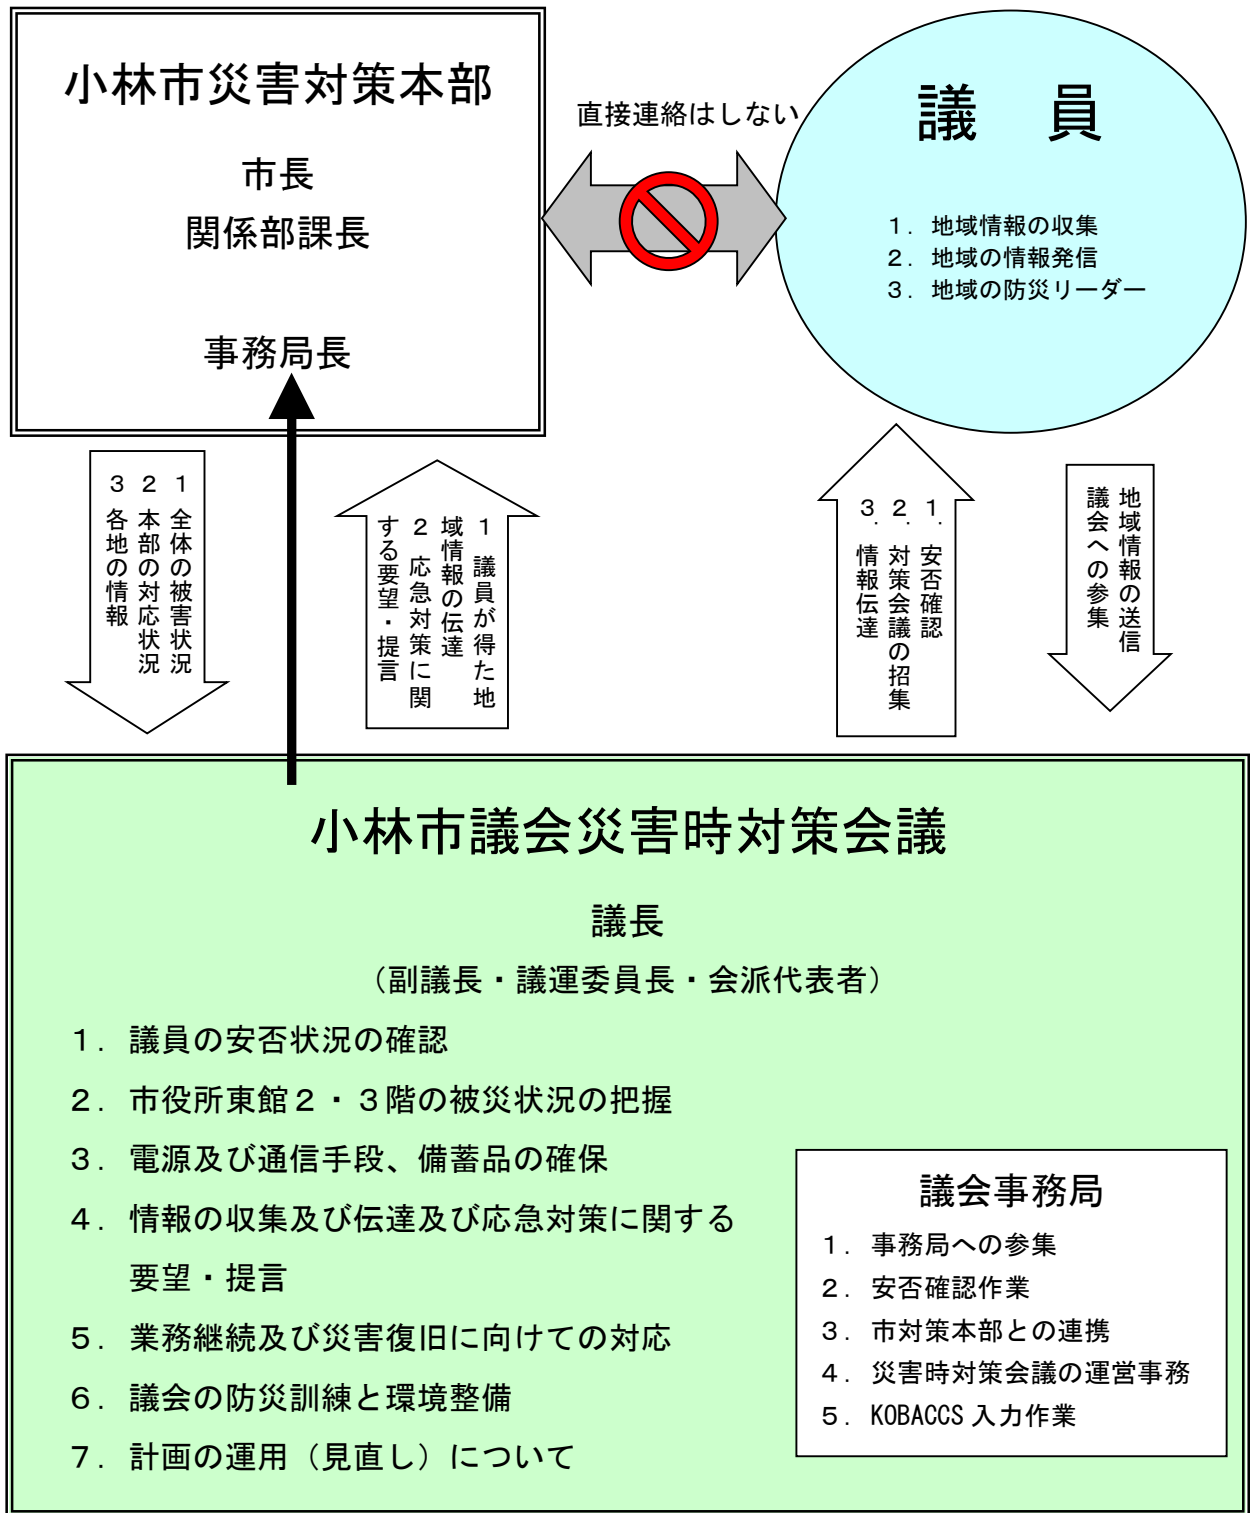 小林市災害対策本部
市長
関係部課長
事務局長
直接連絡はしない
議　員
１．地域情報の収集
２．地域の情報発信
３．地域の防災リーダー
１　全体の被害状況
２　本部の対応状況
３　各地の情報
１　議員が得た地
域情報の伝達
２　応急対策に関
する要望・提言
１．安否確認
２．対策会議の招集
３．情報伝達
地域情報の送信
議会への参集
小林市議会災害時対策会議
議長
（副議長・議運委員長・会派代表者）
１．議員の安否状況の確認
２．市役所東館２・３階の被災状況の把握
３．電源及び通信手段、備蓄品の確保
４．情報の収集及び伝達及び応急対策に関する
要望・提言
５．業務継続及び災害復旧に向けての対応
６．議会の防災訓練と環境整備
７．計画の運用（見直し）について
議会事務局
１．事務局への参集
２．安否確認作業
３．市対策本部との連携
４．災害時対策会議の運営事務
５．KOBACCS 入力作業